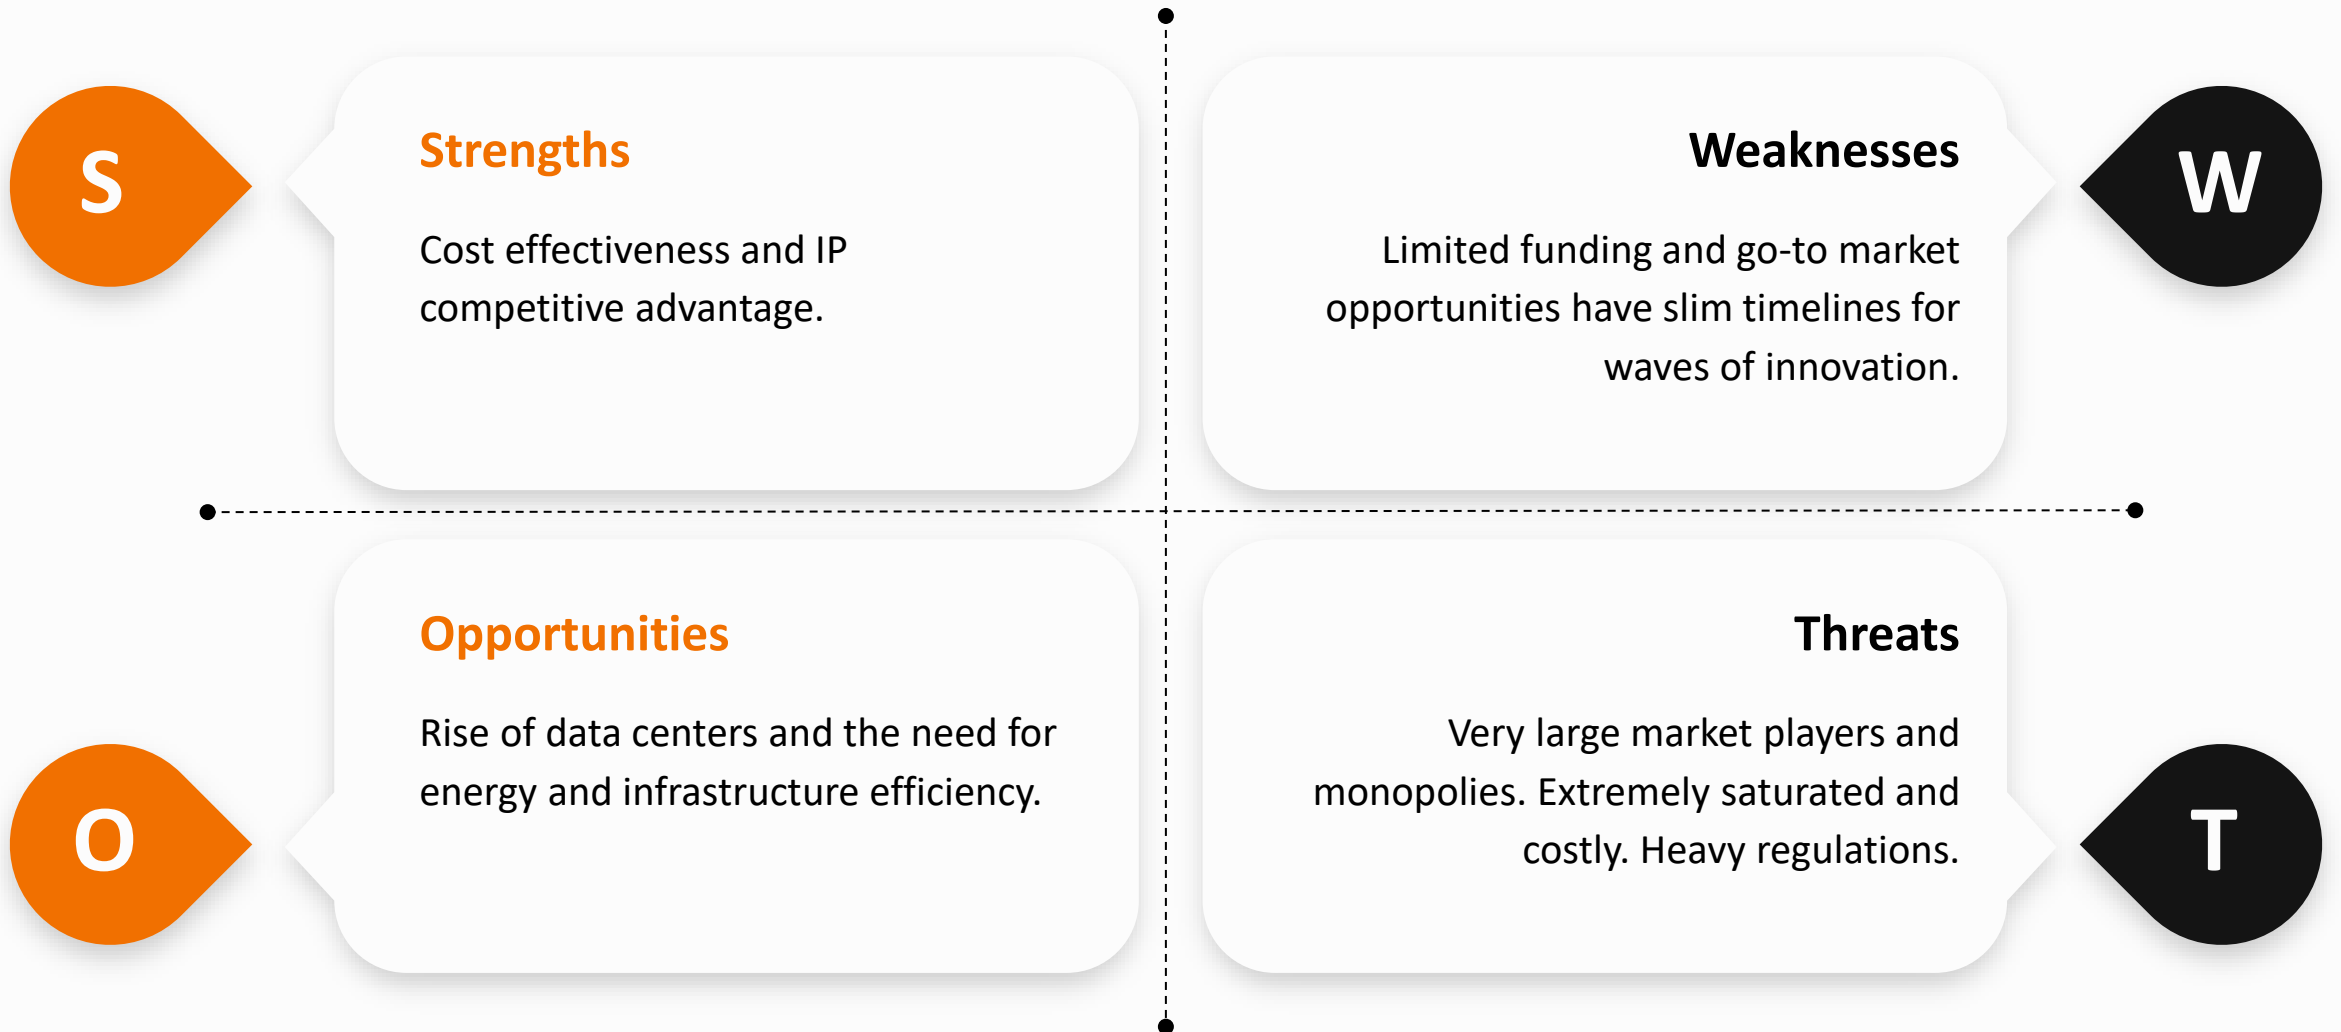 S
Strengths
Cost effectiveness and IP
competitive advantage.
Weaknesses
Limited funding and go-to market
opportunities have slim timelines for
waves of innovation.
W
O
Opportunities
Rise of data centers and the need for
energy and infrastructure efficiency.
Threats
Very large market players and
monopolies. Extremely saturated and
costly. Heavy regulations.
T